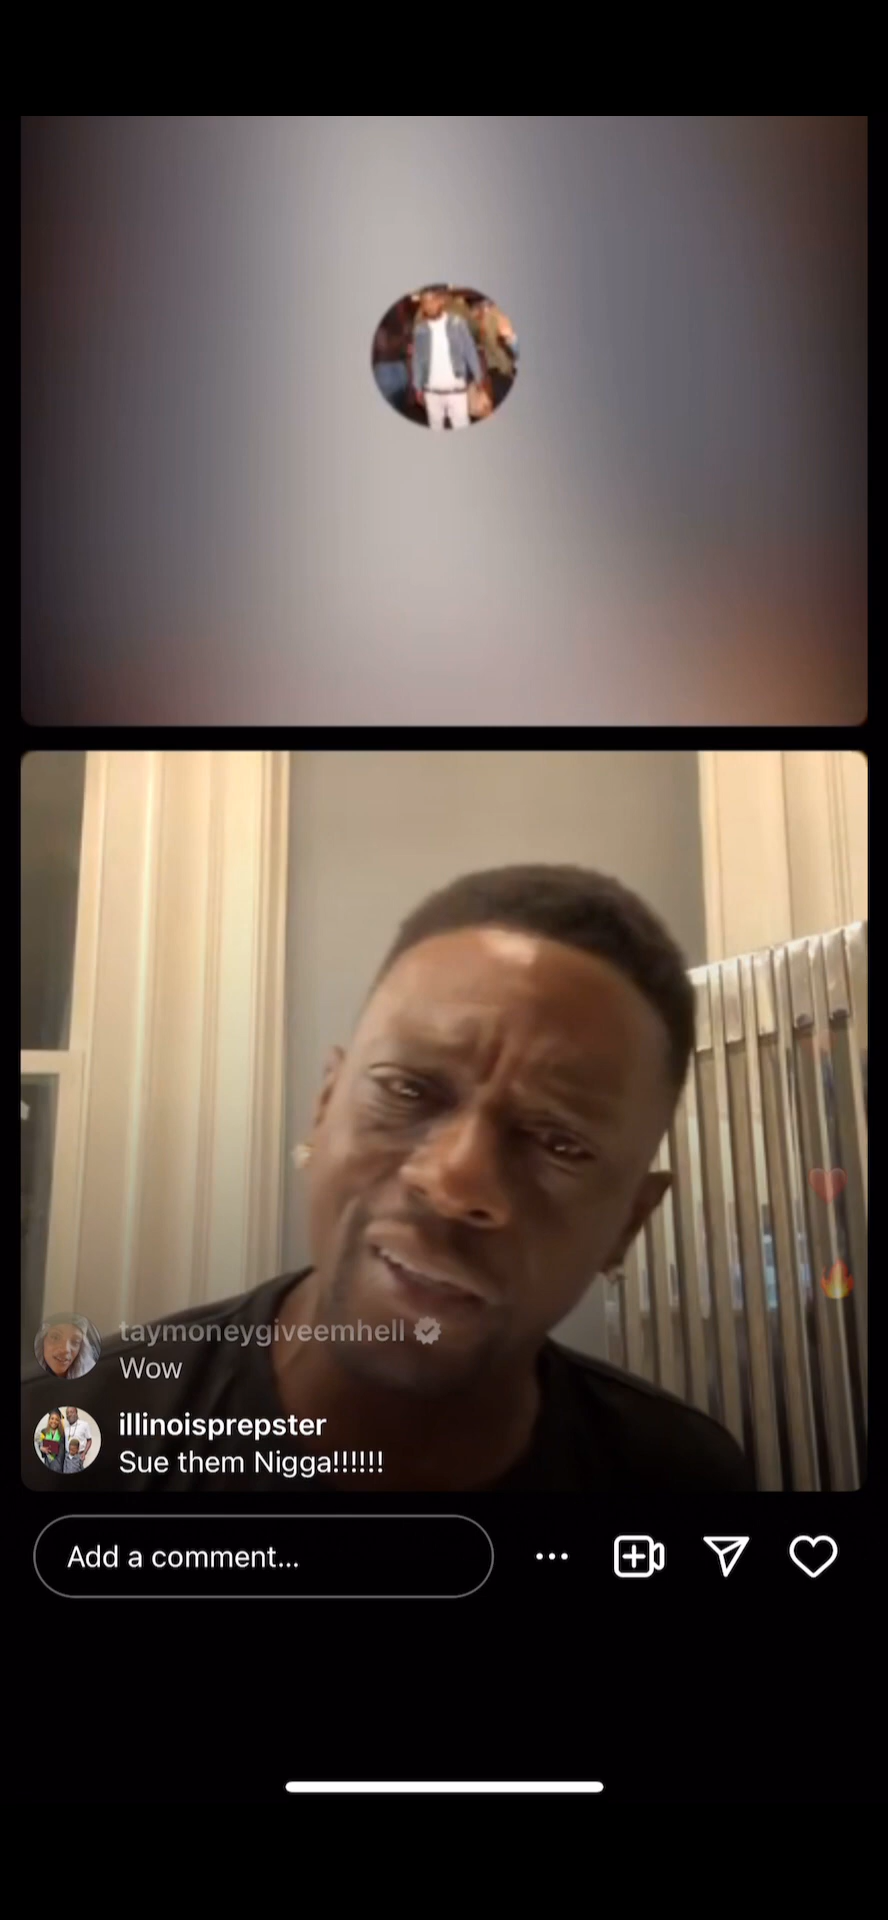 taymoneygiveemhell
Wow
illinoisprepster
Sue them Nigga!!!!!!
Add a comment...